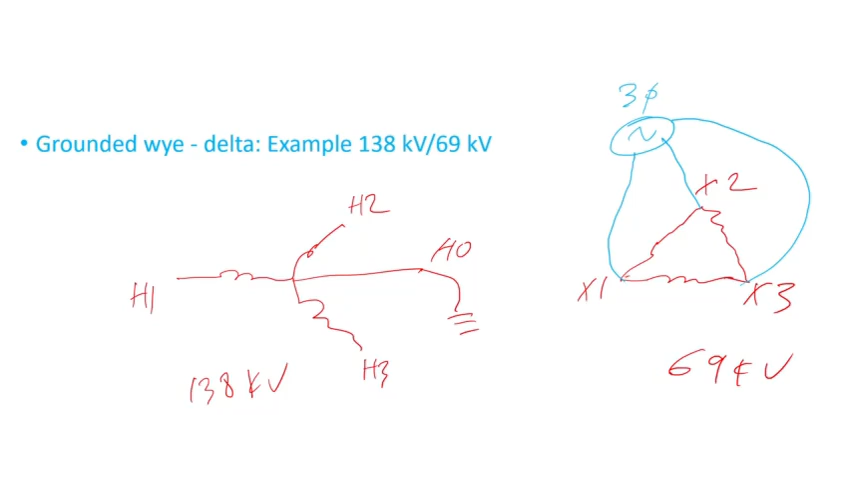 3φ
• Grounded wye - delta: Example 138 kV/69 kV
~
X2
H2
H0
H1
X1
X3
H3
138 kV
69 kV